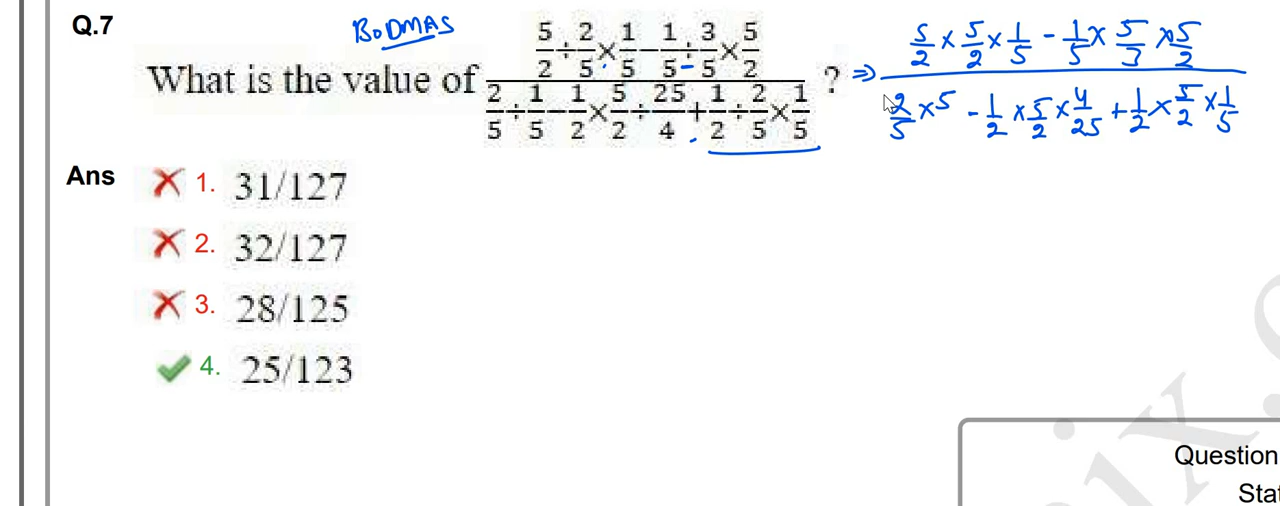 Q.7
BODMAS
What is the value of (5/2 ÷ 2/5 × 1/5 − 1/5 ÷ 3/5 × 5/2) / (2/5 ÷ 1/5 − 1/2 × 5/2 ÷ 25/4 + 1/2 ÷ 2/5 × 1/5) ?
⇒ (5/2 × 5/2 × 1/5 - 1/5 × 5/3 × 5/2) / (2/5 × 5 - 1/2 × 5/2 × 4/25 + 1/2 × 5/2 × 1/5)
Ans
1. 31/127
2. 32/127
3. 28/125
4. 25/123
Question